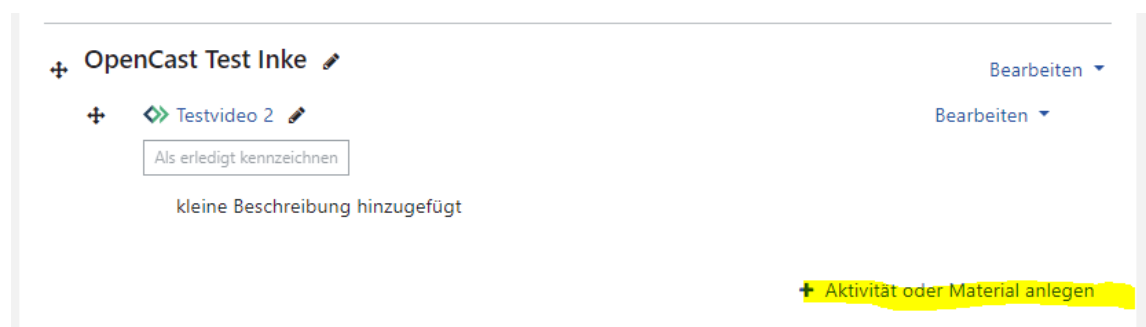 OpenCast Test Inke
Bearbeiten
Testvideo 2
Bearbeiten
Als erledigt kennzeichnen
kleine Beschreibung hinzugefügt
+ Aktivität oder Material anlegen